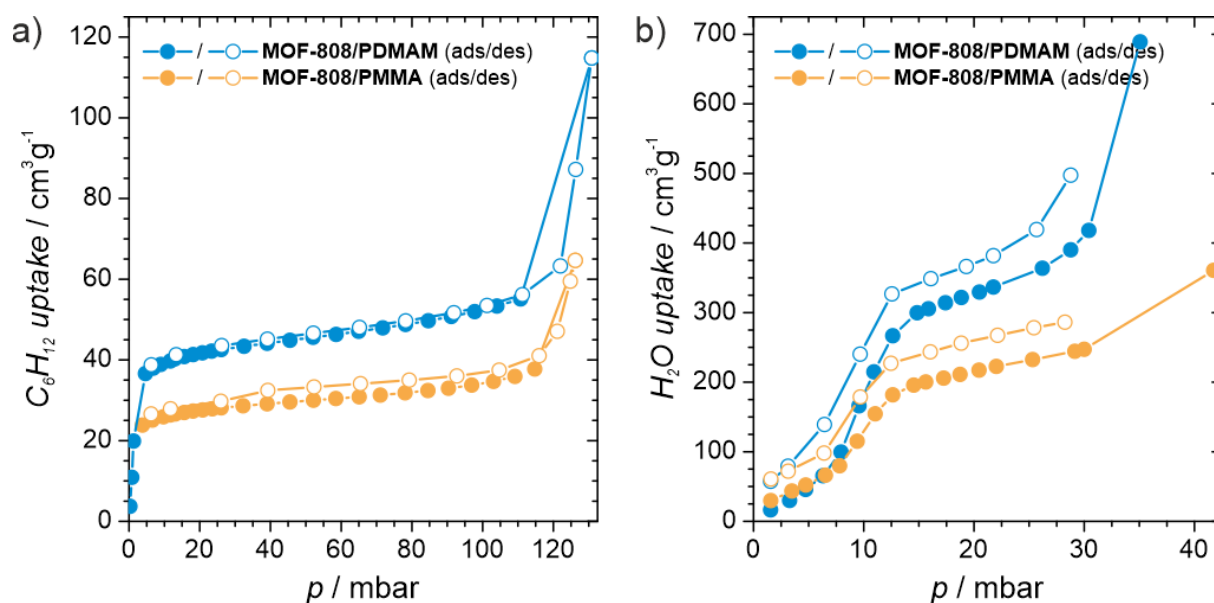 a)
● / ○ MOF-808/PDMAM (ads/des)
● / ○ MOF-808/PMMA (ads/des)
C₆H₁₂ uptake / cm³g⁻¹
120
100
80
60
40
20
0
0 20 40 60 80 100 120
p / mbar
b)
● / ○ MOF-808/PDMAM (ads/des)
● / ○ MOF-808/PMMA (ads/des)
H₂O uptake / cm³g⁻¹
700
600
500
400
300
200
100
0
0 10 20 30 40
p / mbar